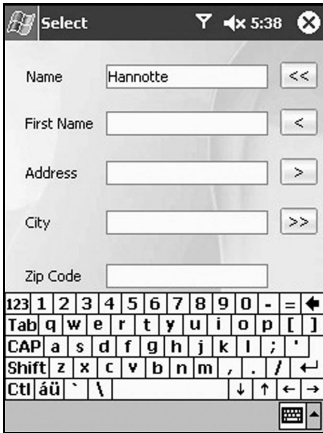 Select 5:38
Name Hannotte <<
First Name <
Address >
City >>
Zip Code
123 1 2 3 4 5 6 7 8 9 0 - =
Tab q w e r t y u i o p [ ]
CAP a s d f g h j k l ; '
Shift z x c v b n m , . /
Ctl áü ` \